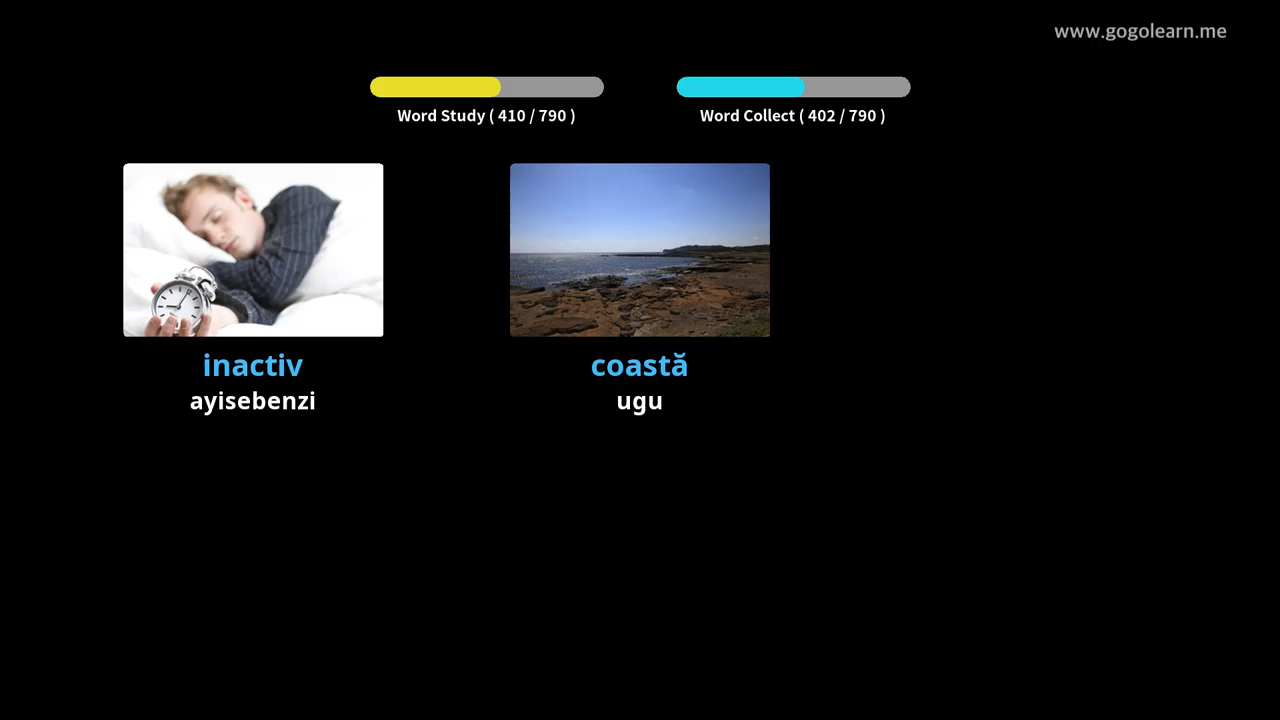 www.gogolearn.me
Word Study ( 410 / 790 )
Word Collect ( 402 / 790 )
inactiv
ayisebenzi
coastă
ugu